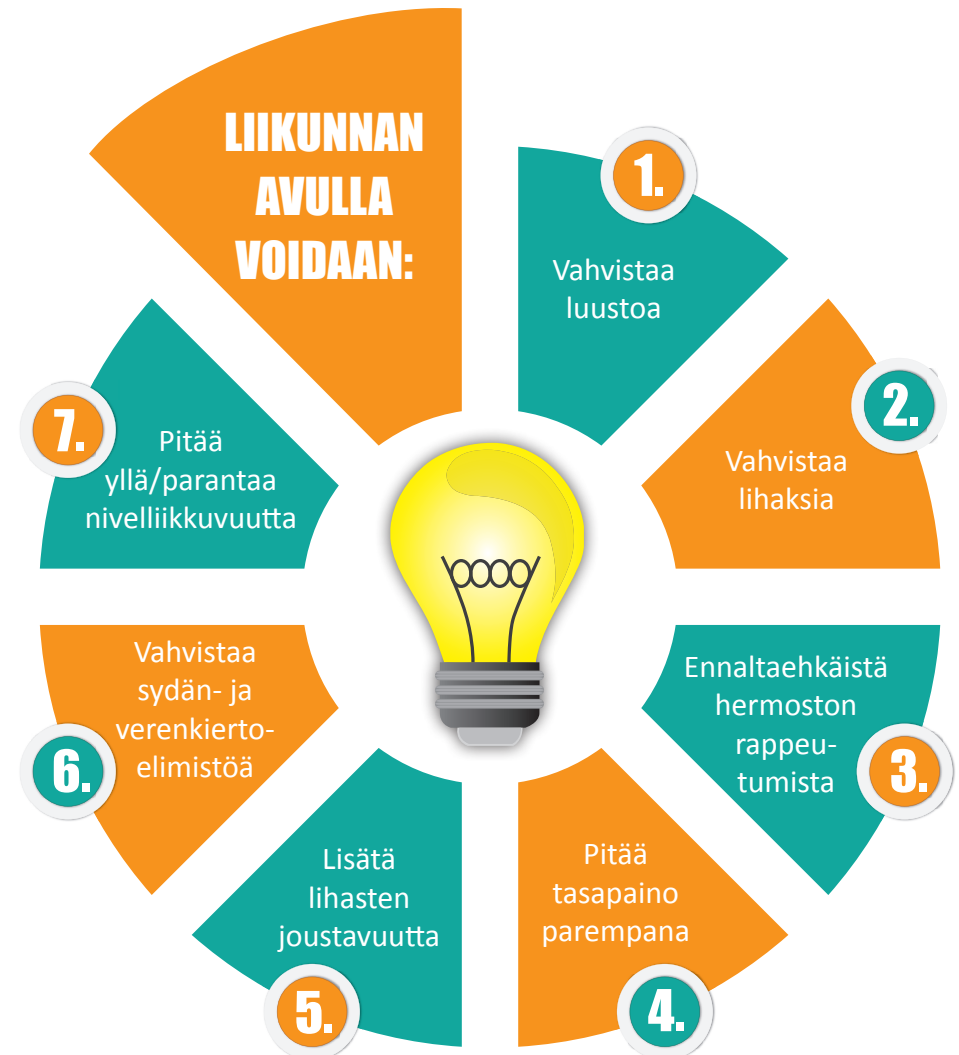 LIIKUNNAN
AVULLA
VOIDAAN:
1.
Vahvistaa
luustoa
2.
Vahvistaa
lihaksia
3.
Ennaltaehkäistä
hermoston
rappeu-
tumista
4.
Pitää
tasapaino
parempana
5.
Lisätä
lihasten
joustavuutta
6.
Vahvistaa
sydän- ja
verenkierto-
elimistöä
7.
Pitää
yllä/parantaa
nivelliikkuvuutta